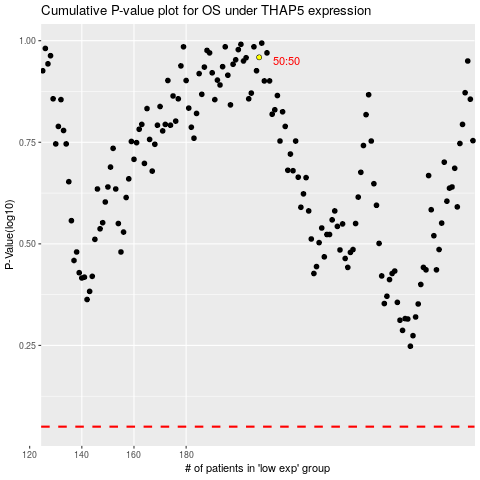 Cumulative P-value plot for OS under THAP5 expression
1.00
50:50
0.75
P-Value(log10)
0.50
0.25
120 140 160 180
# of patients in 'low exp' group